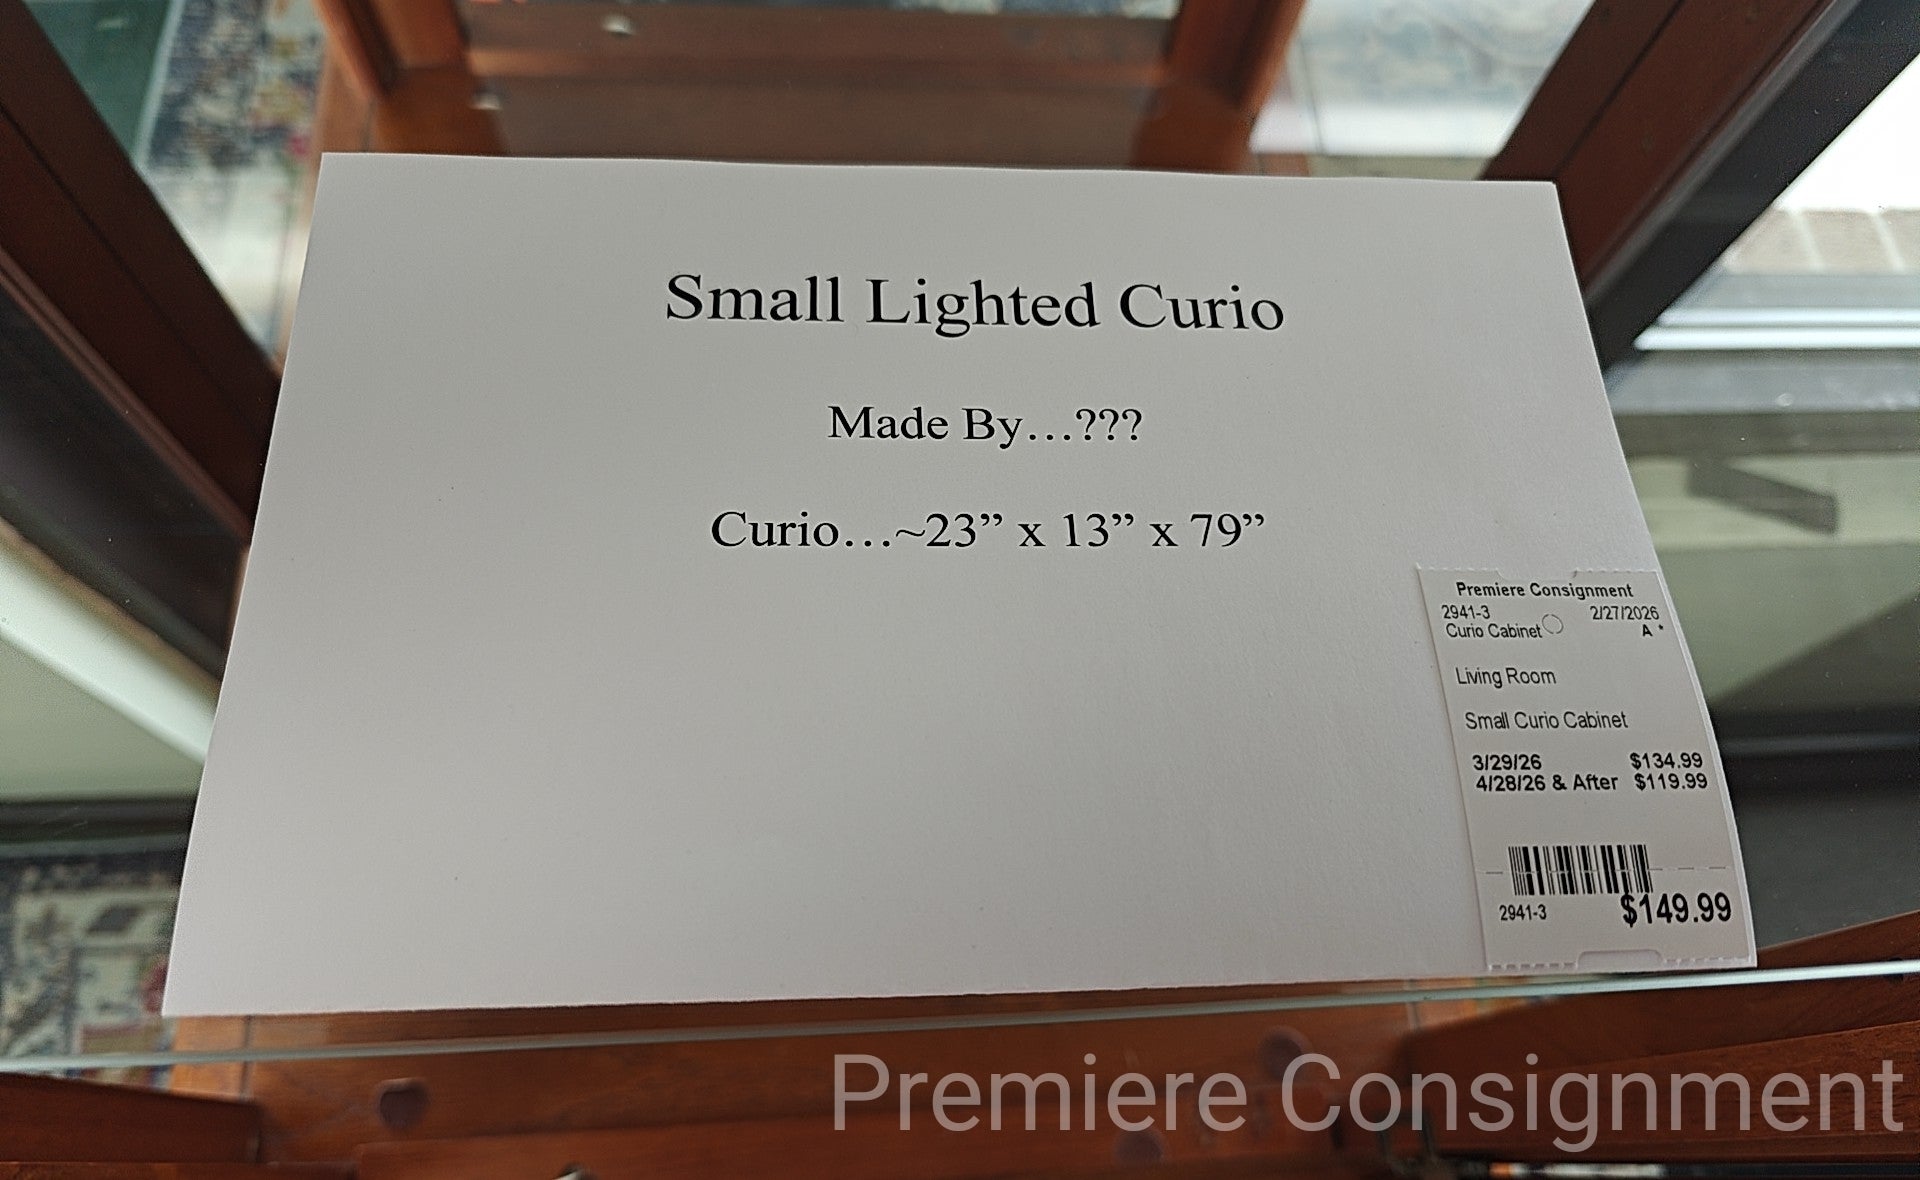 Small Lighted Curio
Made By…???
Curio…~23” x 13” x 79”
Premiere Consignment
2941-3 2/27/2026
Curio Cabinet A *
Living Room
Small Curio Cabinet
3/29/26 $134.99
4/28/26 & After $119.99
2941-3 $149.99
Premiere Consignment